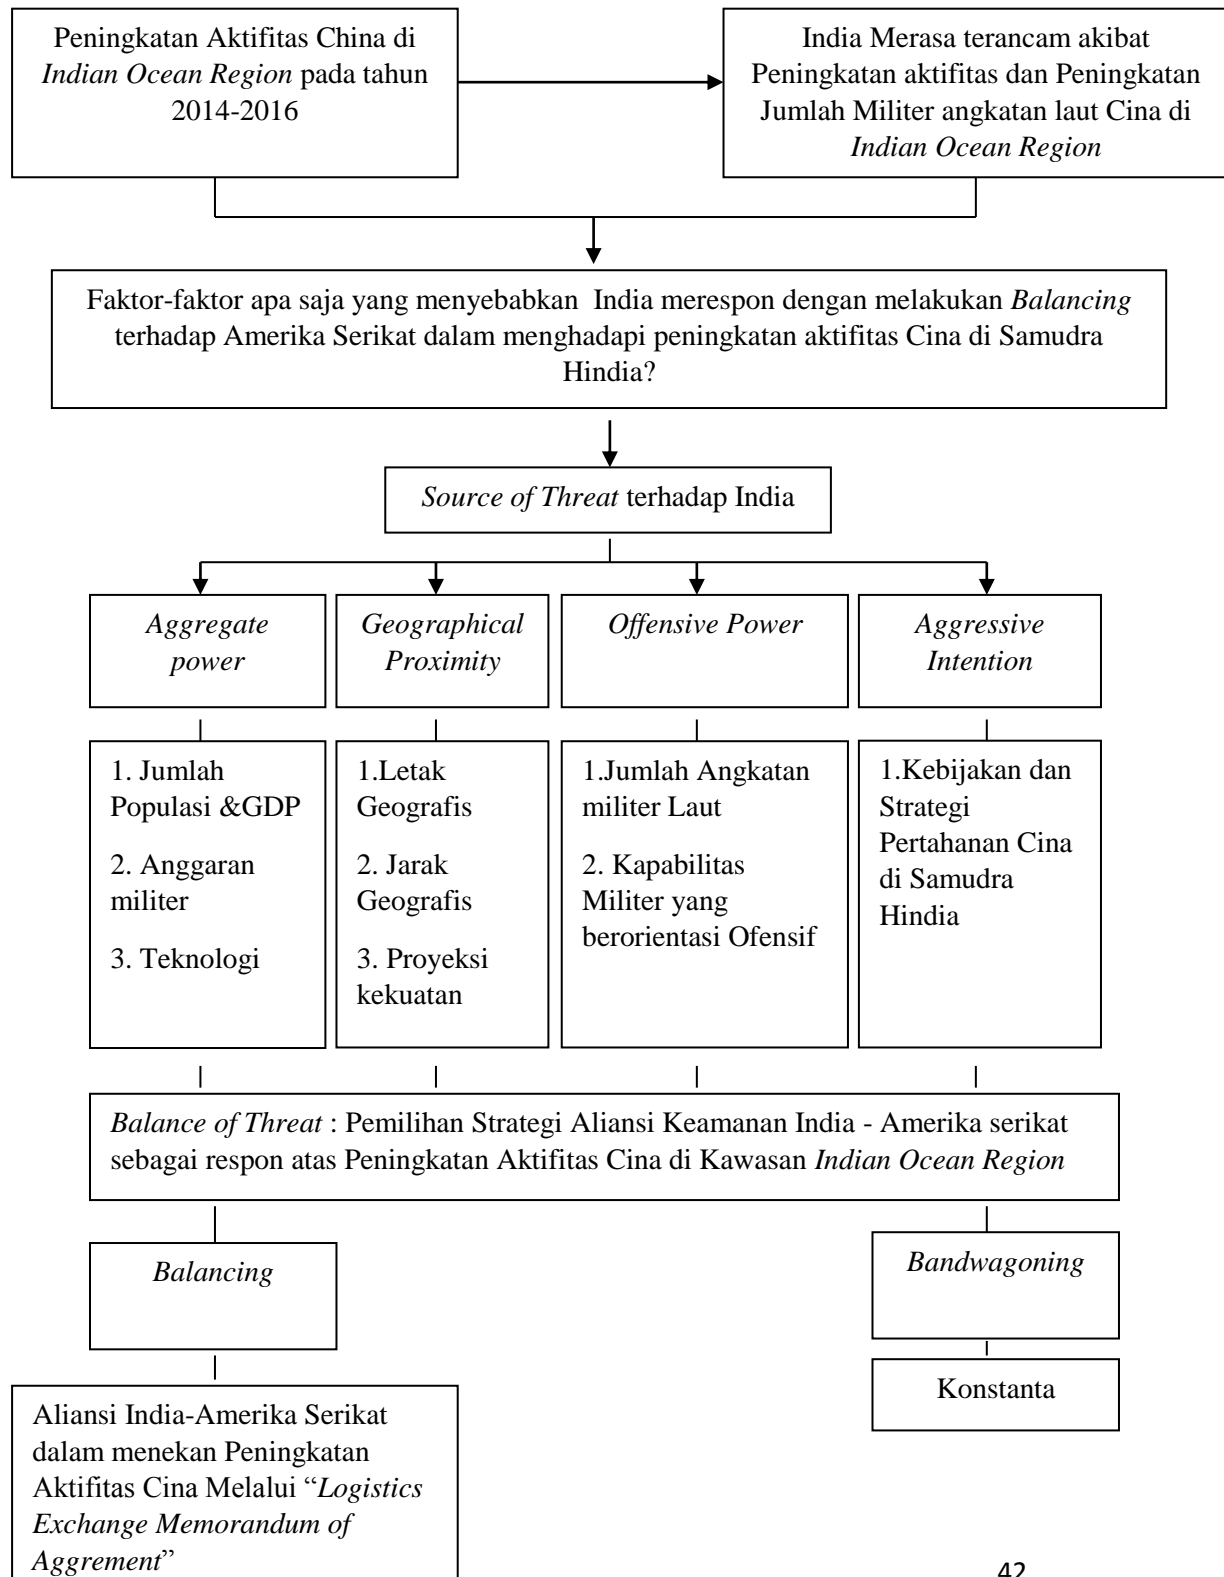 Peningkatan Aktifitas China di
Indian Ocean Region pada tahun
2014-2016
India Merasa terancam akibat
Peningkatan aktifitas dan Peningkatan
Jumlah Militer angkatan laut Cina di
Indian Ocean Region
Faktor-faktor apa saja yang menyebabkan India merespon dengan melakukan Balancing
terhadap Amerika Serikat dalam menghadapi peningkatan aktifitas Cina di Samudra
Hindia?
Source of Threat terhadap India
Aggregate
power
Geographical
Proximity
Offensive Power
Aggressive
Intention
1. Jumlah
Populasi &GDP
2. Anggaran
militer
3. Teknologi
1.Letak
Geografis
2. Jarak
Geografis
3. Proyeksi
kekuatan
1.Jumlah Angkatan
militer Laut
2. Kapabilitas
Militer yang
berorientasi Ofensif
1.Kebijakan dan
Strategi
Pertahanan Cina
di Samudra
Hindia
Balance of Threat : Pemilihan Strategi Aliansi Keamanan India - Amerika serikat
sebagai respon atas Peningkatan Aktifitas Cina di Kawasan Indian Ocean Region
Balancing
Bandwagoning
Konstanta
Aliansi India-Amerika Serikat
dalam menekan Peningkatan
Aktifitas Cina Melalui “Logistics
Exchange Memorandum of
Aggrement”
42